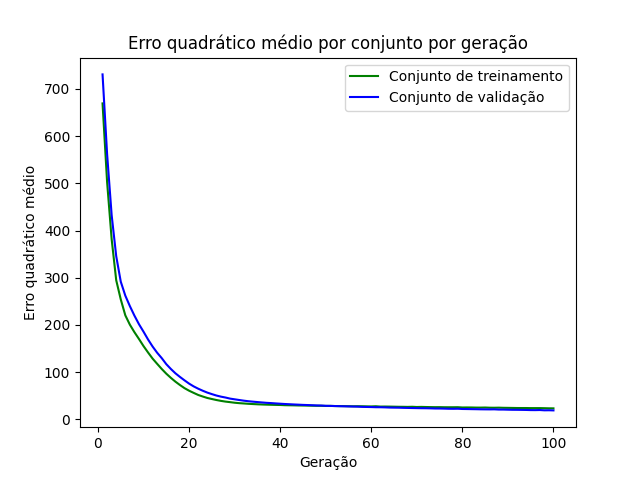 Erro quadrático médio por conjunto por geração
Conjunto de treinamento
Conjunto de validação
Erro quadrático médio
700
600
500
400
300
200
100
0
0 20 40 60 80 100
Geração